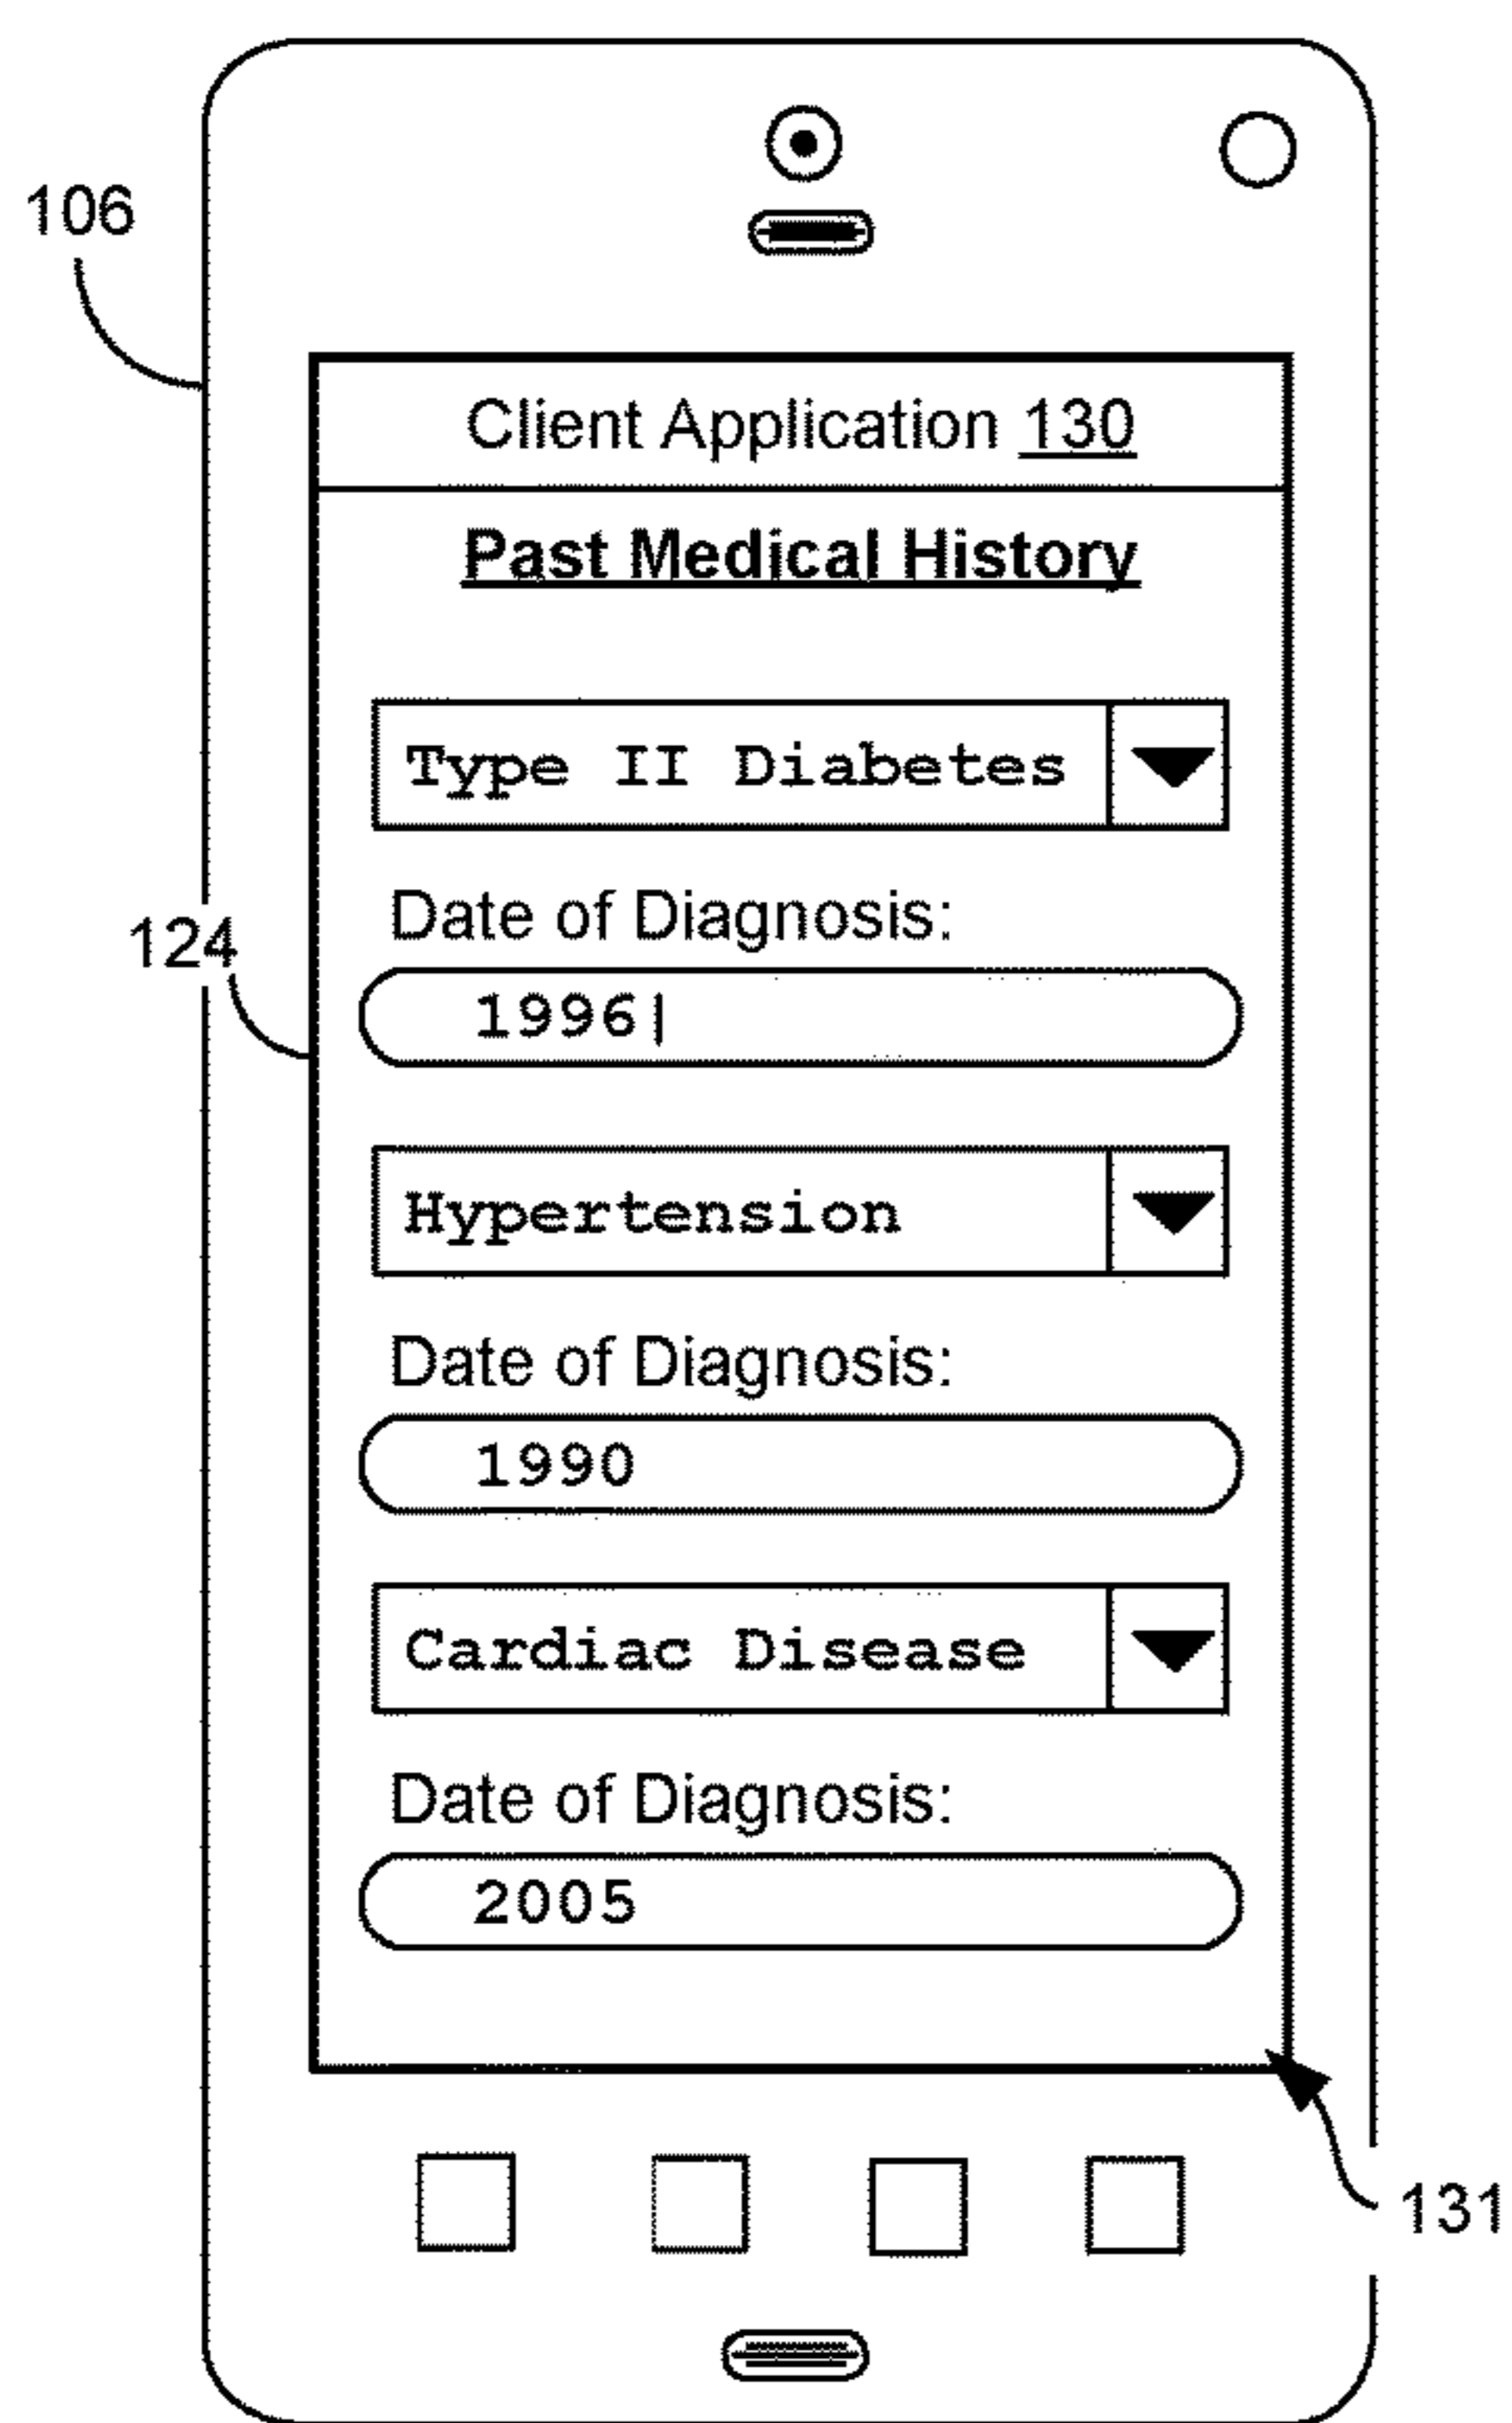 106
Client Application 130
Past Medical History
Type II Diabetes
Date of Diagnosis:
124
1996
Hypertension
Date of Diagnosis:
1990
Cardiac Disease
Date of Diagnosis:
2005
131